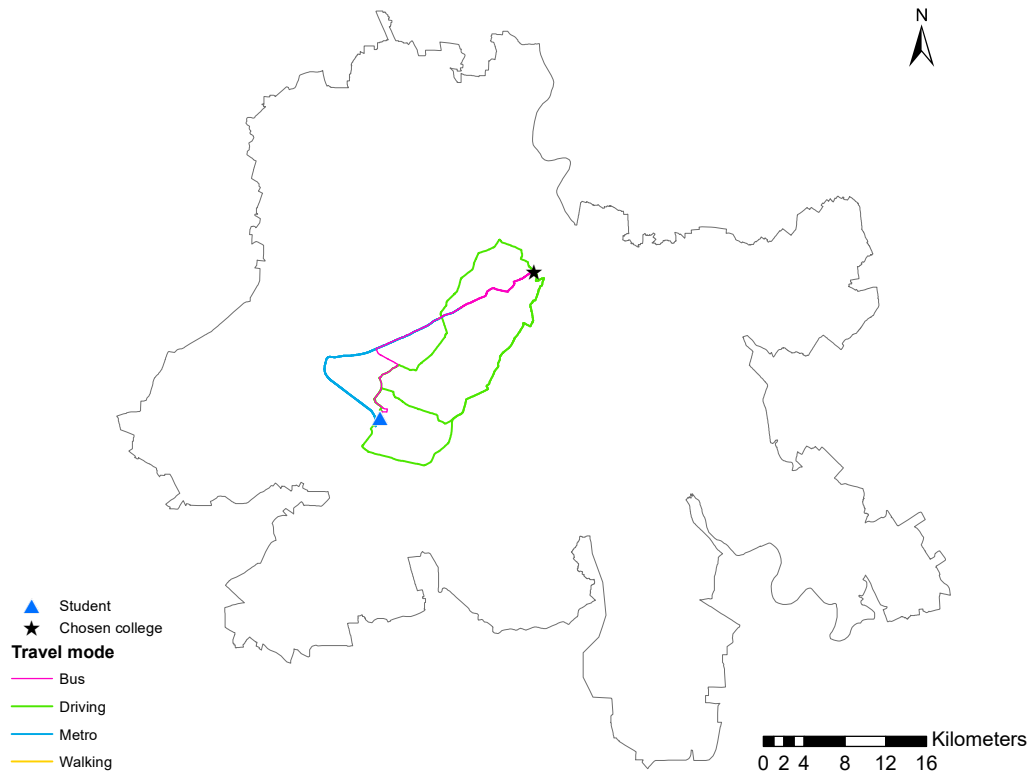 N
Student
Chosen college
Travel mode
Bus
Driving
Metro
Walking
Kilometers
0 2 4 8 12 16